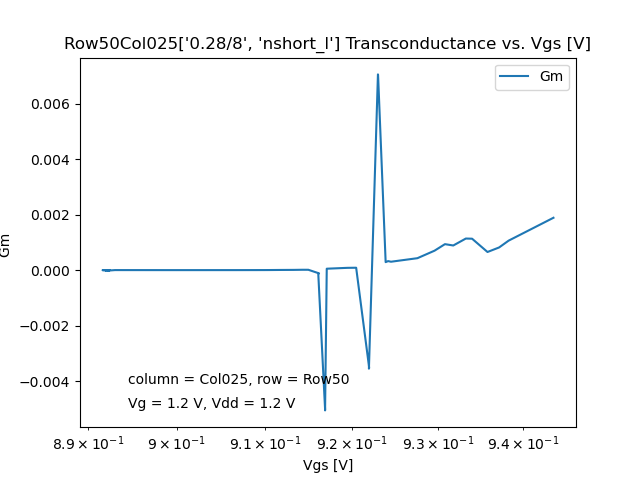 Row50Col025['0.28/8', 'nshort_l'] Transconductance vs. Vgs [V]
Gm
0.006
0.004
0.002
0.000
−0.002
−0.004
Gm
column = Col025, row = Row50
Vg = 1.2 V, Vdd = 1.2 V
8.9 × 10⁻¹
9 × 10⁻¹
9.1 × 10⁻¹
9.2 × 10⁻¹
9.3 × 10⁻¹
9.4 × 10⁻¹
Vgs [V]